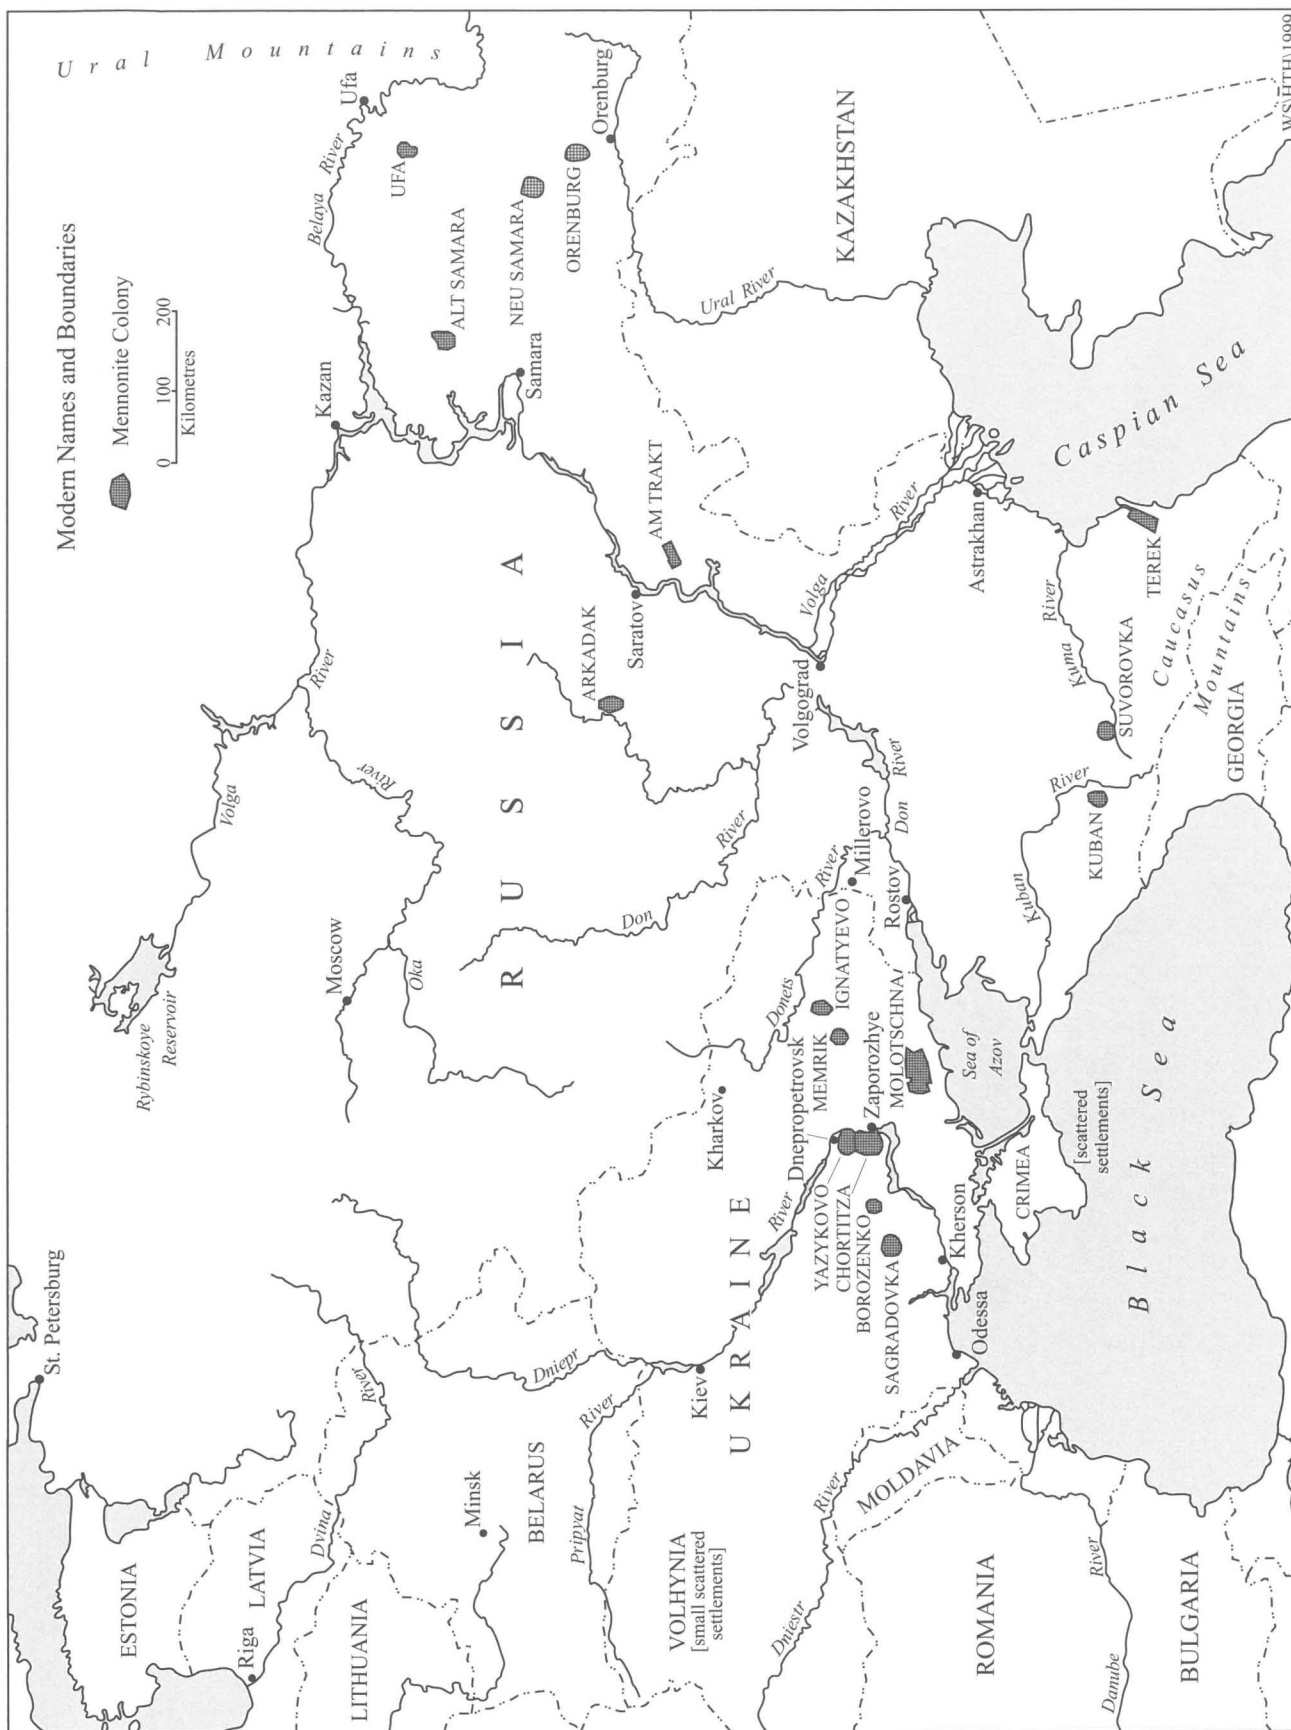 Modern Names and Boundaries
Mennonite Colony
0 100 200
Kilometres
Ural Mountains
St. Petersburg
ESTONIA
Riga
LATVIA
LITHUANIA
Dvina
River
Minsk
BELARUS
Pripyat
River
VOLHYNIA
[small scattered
settlements]
Dniepr
Kiev
UKRAINE
River
Dniestr
River
MOLDAVIA
ROMANIA
Danube
River
BULGARIA
Rybinskoye
Reservoir
Volga
River
Moscow
Oka
River
RUSSIA
Kazan
Belaya
River
Ufa
UFA
ALT SAMARA
NEU SAMARA
Samara
ORENBURG
Orenburg
KAZAKHSTAN
Ural River
AM TRAKT
Saratov
ARKADAK
Don
River
Volgograd
Volga
River
Astrakhan
Caspian Sea
Kharkov
Donets
River
Millerovo
Don
River
Rostov
IGNATYEVO
MEMRIK
Dnepropetrovsk
Zaporozhye
MOLOTSCHNA
YAZYKOVO
CHORTITZA
BOROZENKO
SAGRADOVKA
Kherson
Odessa
Sea of
Azov
CRIMEA
[scattered
settlements]
Black Sea
Kuban
River
KUBAN
SUVOROVKA
Kuma
River
TEREK
Caucasus
Mountains
GEORGIA
WS\HTH\1999